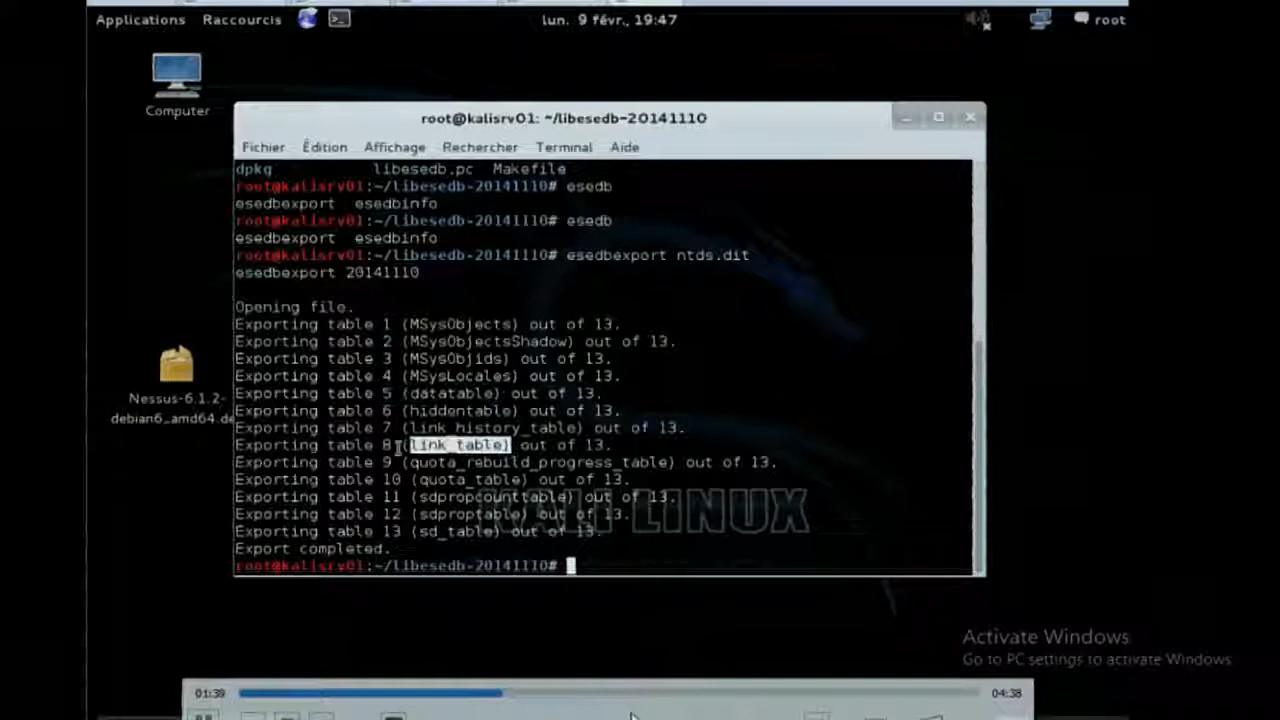 Applications Raccourcis lun. 9 févr., 19:47 root
Computer
root@kalisrv01: ~/libesedb-20141110
Fichier Édition Affichage Rechercher Terminal Aide
dpkg libesedb.pc Makefile
root@kalisrv01:~/libesedb-20141110# esedb
esedbexport esedbinfo
root@kalisrv01:~/libesedb-20141110# esedb
esedbexport esedbinfo
root@kalisrv01:~/libesedb-20141110# esedbexport ntds.dit
esedbexport 20141110
Opening file.
Exporting table 1 (MSysObjects) out of 13.
Exporting table 2 (MSysObjectsShadow) out of 13.
Exporting table 3 (MSysObjids) out of 13.
Exporting table 4 (MSysLocales) out of 13.
Exporting table 5 (datatable) out of 13.
Exporting table 6 (hiddentable) out of 13.
Exporting table 7 (link_history_table) out of 13.
Exporting table 8 (link_table) out of 13.
Exporting table 9 (quota_rebuild_progress_table) out of 13.
Exporting table 10 (quota_table) out of 13.
Exporting table 11 (sdpropcounttable) out of 13.
Exporting table 12 (sdproptable) out of 13.
Exporting table 13 (sd_table) out of 13.
Export completed.
root@kalisrv01:~/libesedb-20141110#
Nessus-6.1.2-
debian6_amd64.de
KALI LINUX
Activate Windows
Go to PC settings to activate Windows.
01:39 04:38